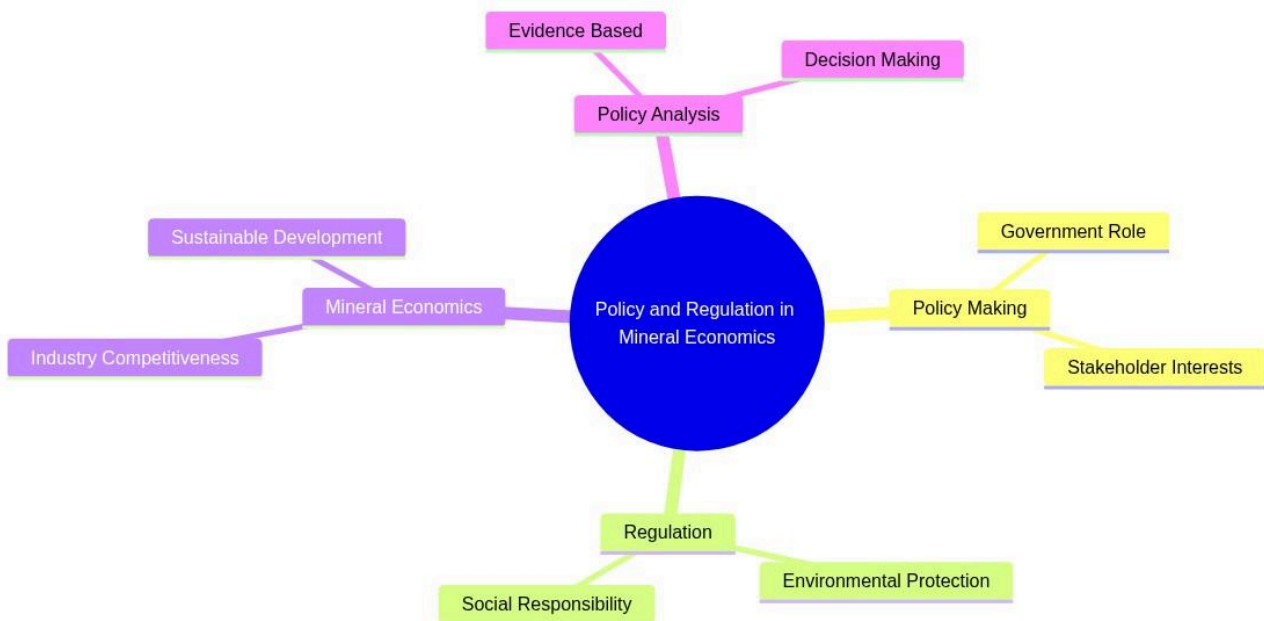 Evidence Based
Decision Making
Policy Analysis
Sustainable Development
Government Role
Mineral Economics
Policy and Regulation in
Mineral Economics
Policy Making
Industry Competitiveness
Stakeholder Interests
Regulation
Environmental Protection
Social Responsibility